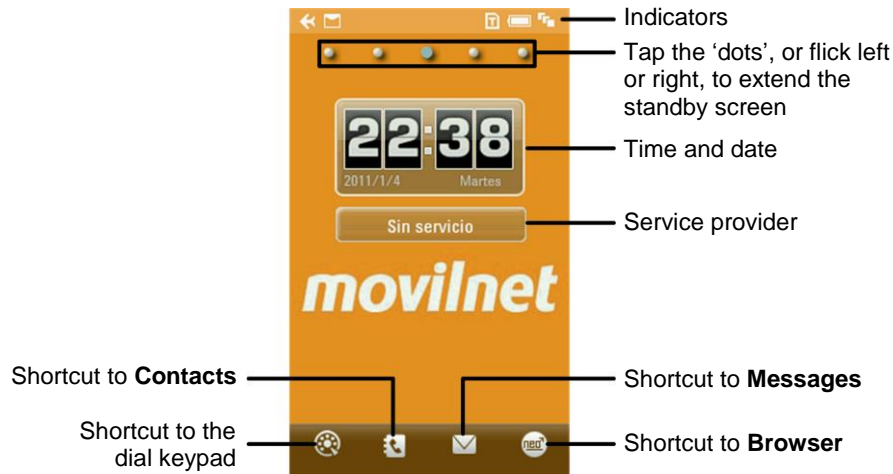 Indicators
Tap the ‘dots’, or flick left
or right, to extend the
standby screen
22:38
2011/1/4 Martes
Time and date
Sin servicio
Service provider
movilnet
Shortcut to Contacts
Shortcut to Messages
Shortcut to the
dial keypad
neo
Shortcut to Browser